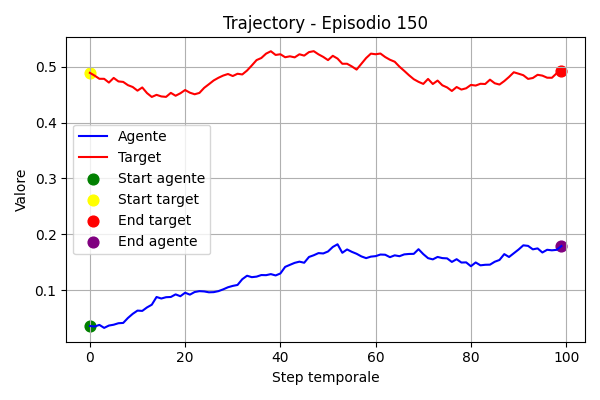 Trajectory - Episodio 150
Valore
0.5
0.4
0.3
0.2
0.1
Agente
Target
Start agente
Start target
End target
End agente
0 20 40 60 80 100
Step temporale